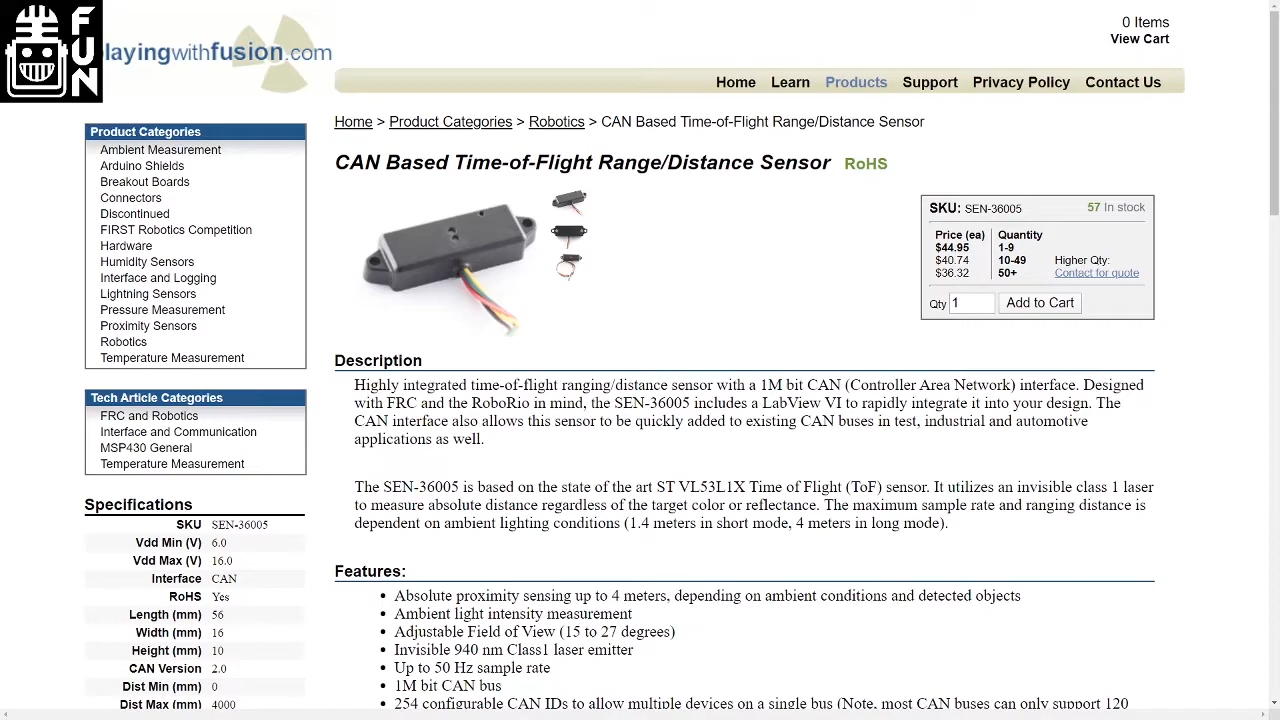 FUN
playingwithfusion.com
0 Items
View Cart
Home Learn Products Support Privacy Policy Contact Us
Product Categories
Ambient Measurement
Arduino Shields
Breakout Boards
Connectors
Discontinued
FIRST Robotics Competition
Hardware
Humidity Sensors
Interface and Logging
Lightning Sensors
Pressure Measurement
Proximity Sensors
Robotics
Temperature Measurement
Tech Article Categories
FRC and Robotics
Interface and Communication
MSP430 General
Temperature Measurement
Specifications
SKU SEN-36005
Vdd Min (V) 6.0
Vdd Max (V) 16.0
Interface CAN
RoHS Yes
Length (mm) 56
Width (mm) 16
Height (mm) 10
CAN Version 2.0
Dist Min (mm) 0
Dist Max (mm) 4000
Home > Product Categories > Robotics > CAN Based Time-of-Flight Range/Distance Sensor
CAN Based Time-of-Flight Range/Distance Sensor RoHS
SKU: SEN-36005 57 In stock
Price (ea) Quantity
$44.95 1-9
$40.74 10-49 Higher Qty:
$36.32 50+ Contact for quote
Qty 1 Add to Cart
Description
Highly integrated time-of-flight ranging/distance sensor with a 1M bit CAN (Controller Area Network) interface. Designed
with FRC and the RoboRio in mind, the SEN-36005 includes a LabView VI to rapidly integrate it into your design. The
CAN interface also allows this sensor to be quickly added to existing CAN buses in test, industrial and automotive
applications as well.
The SEN-36005 is based on the state of the art ST VL53L1X Time of Flight (ToF) sensor. It utilizes an invisible class 1 laser
to measure absolute distance regardless of the target color or reflectance. The maximum sample rate and ranging distance is
dependent on ambient lighting conditions (1.4 meters in short mode, 4 meters in long mode).
Features:
• Absolute proximity sensing up to 4 meters, depending on ambient conditions and detected objects
• Ambient light intensity measurement
• Adjustable Field of View (15 to 27 degrees)
• Invisible 940 nm Class1 laser emitter
• Up to 50 Hz sample rate
• 1M bit CAN bus
• 254 configurable CAN IDs to allow multiple devices on a single bus (Note, most CAN buses can only support 120